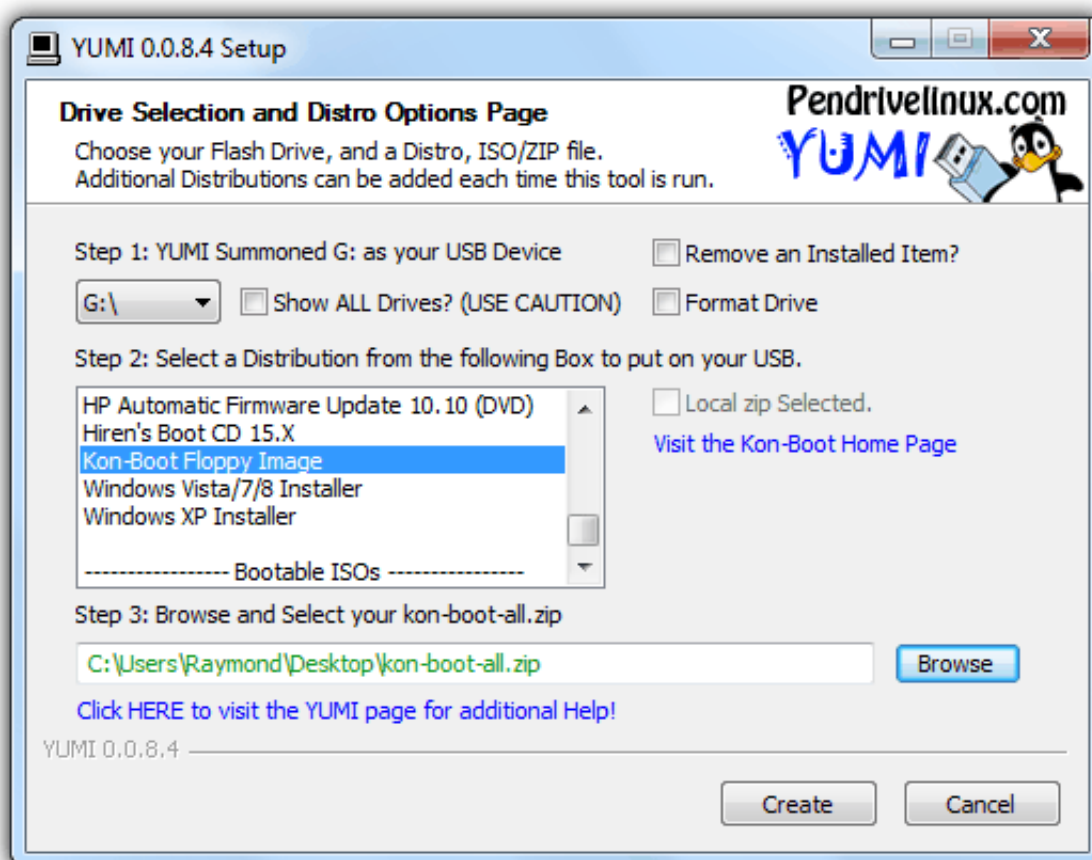 YUMI 0.0.8.4 Setup
Drive Selection and Distro Options Page
Choose your Flash Drive, and a Distro, ISO/ZIP file.
Additional Distributions can be added each time this tool is run.
Pendrivelinux.com
YUMI
Step 1: YUMI Summoned G: as your USB Device
Remove an Installed Item?
G:\
Show ALL Drives? (USE CAUTION)
Format Drive
Step 2: Select a Distribution from the following Box to put on your USB.
HP Automatic Firmware Update 10.10 (DVD)
Hiren's Boot CD 15.X
Kon-Boot Floppy Image
Windows Vista/7/8 Installer
Windows XP Installer
----------------- Bootable ISOs ----------------
Local zip Selected.
Visit the Kon-Boot Home Page
Step 3: Browse and Select your kon-boot-all.zip
C:\Users\Raymond\Desktop\kon-boot-all.zip
Browse
Click HERE to visit the YUMI page for additional Help!
YUMI 0.0.8.4
Create
Cancel